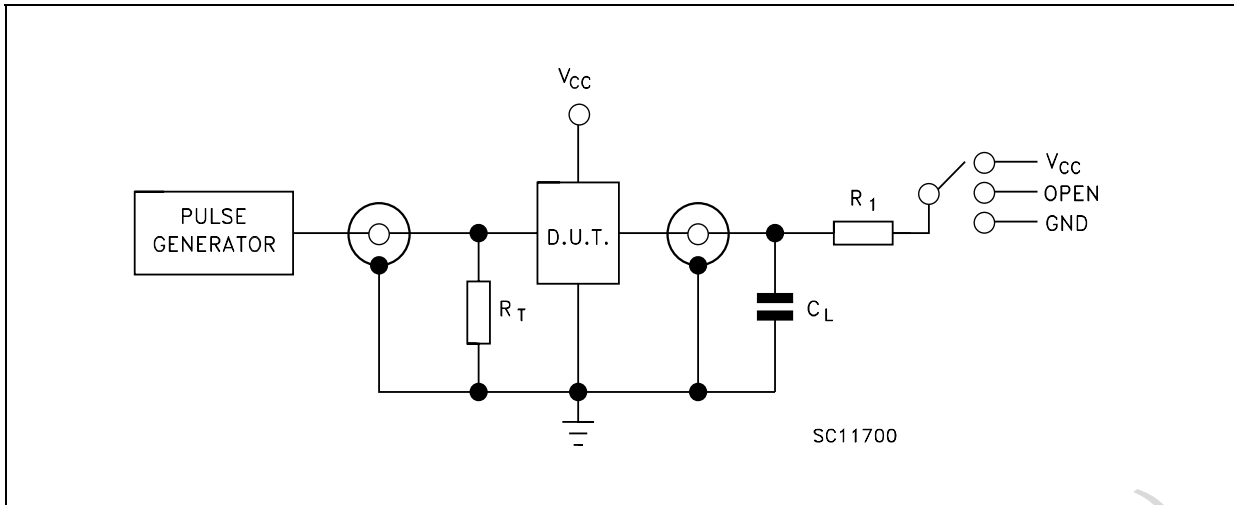 VCC
PULSE
GENERATOR
D.U.T.
RT
CL
R1
VCC
OPEN
GND
SC11700